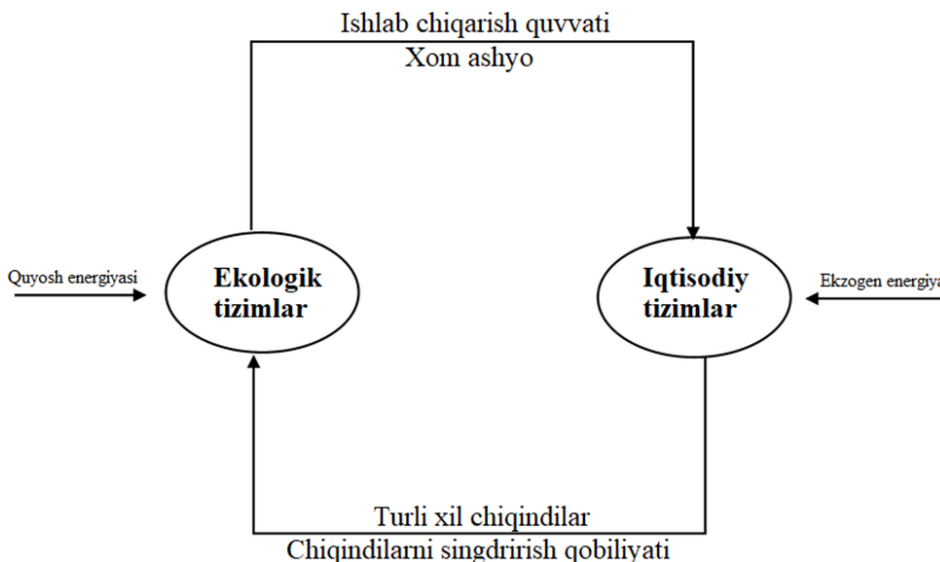 Ishlab chiqarish quvvati
Xom ashyo
Quyosh energiyasi
Ekologik
tizimlar
Iqtisodiy
tizimlar
Ekzogen energiya
Turli xil chiqindilar
Chiqindilarni singdrirish qobiliyati